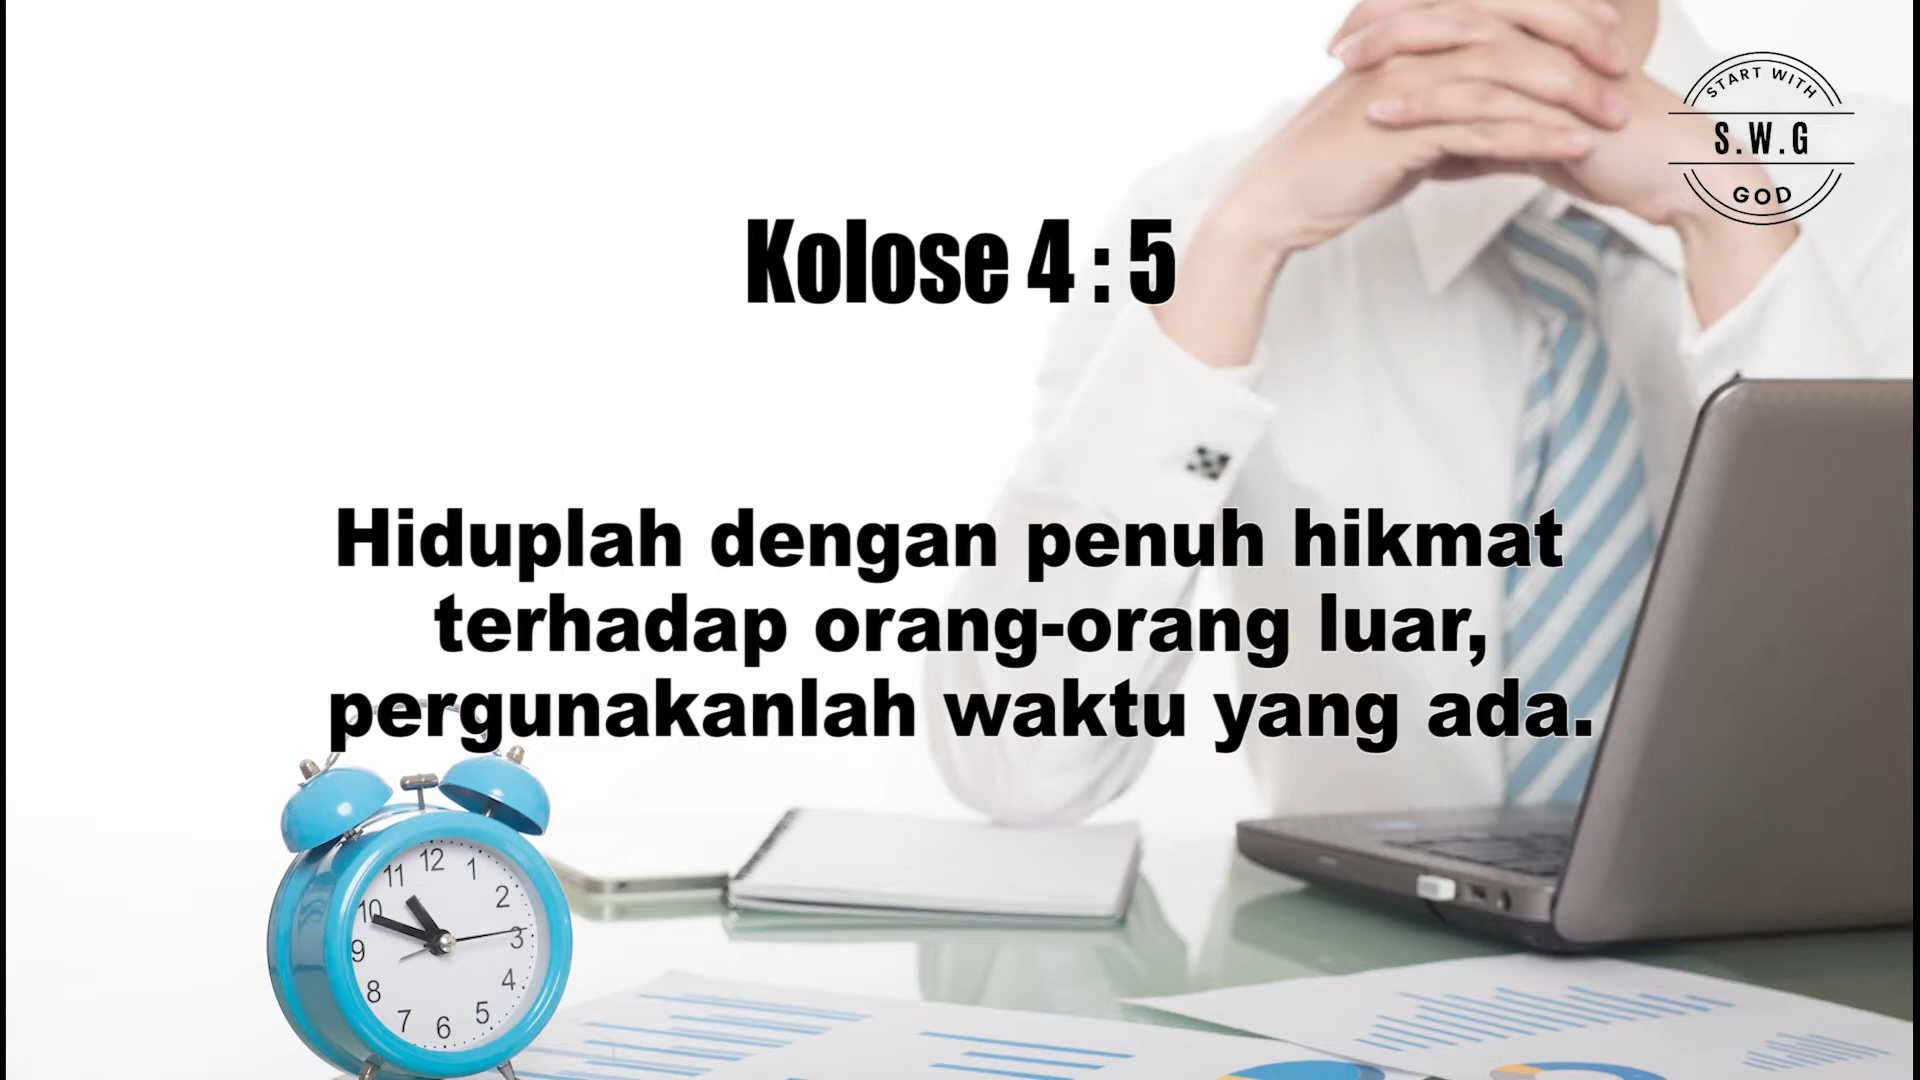 START WITH
S.W.G
GOD
Kolose 4 : 5
Hiduplah dengan penuh hikmat
terhadap orang-orang luar,
pergunakanlah waktu yang ada.
12
1
2
3
4
5
6
7
8
9
10
11